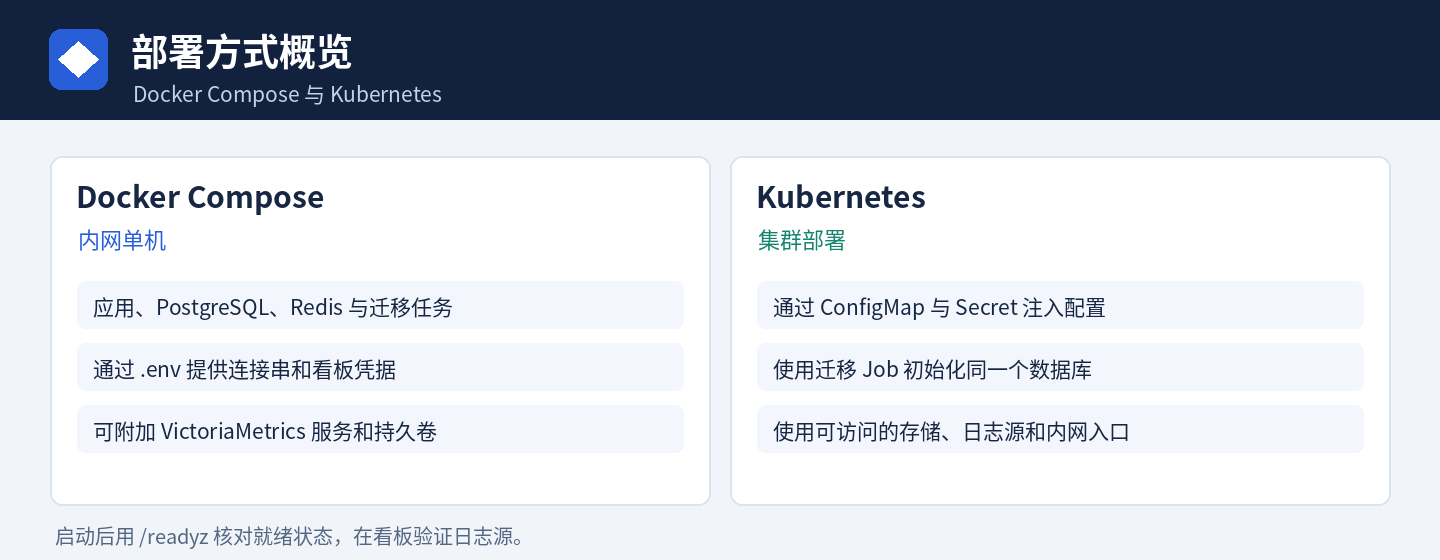 部署方式概览
Docker Compose 与 Kubernetes
Docker Compose
内网单机
应用、PostgreSQL、Redis 与迁移任务
通过 .env 提供连接串和看板凭据
可附加 VictoriaMetrics 服务和持久卷
Kubernetes
集群部署
通过 ConfigMap 与 Secret 注入配置
使用迁移 Job 初始化同一个数据库
使用可访问的存储、日志源和内网入口
启动后用 /readyz 核对就绪状态，在看板验证日志源。